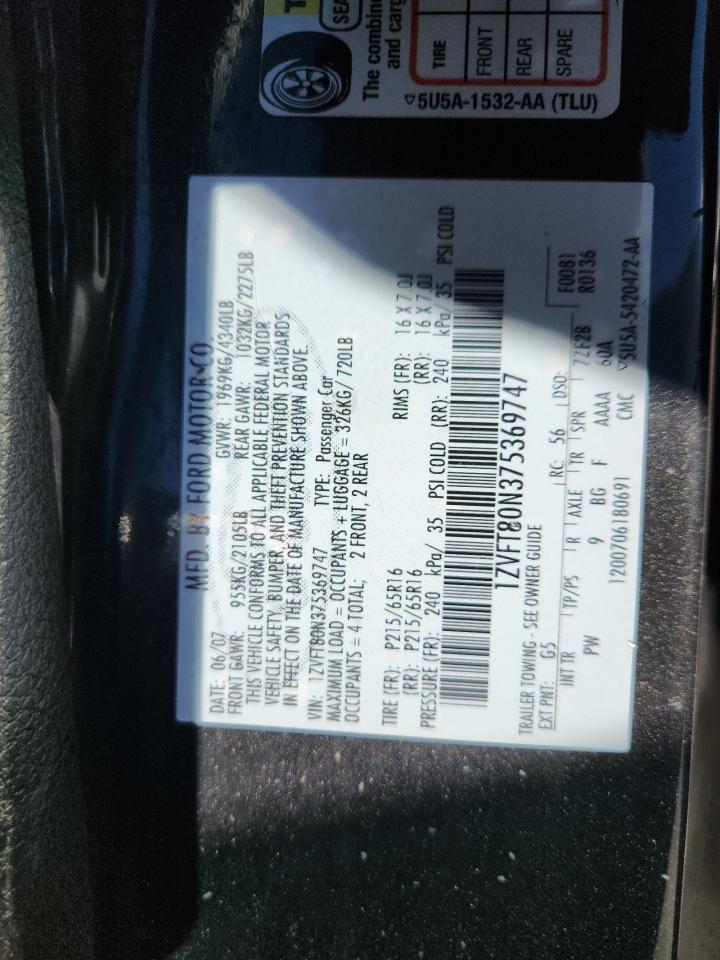 SEA
The combine
and carg
TIRE
FRONT
REAR
SPARE
5U5A-1532-AA (TLU)
MFD. BY FORD MOTOR CO.
DATE: 06/07 GVWR: 1969KG/4340LB
FRONT GAWR: 955KG/2105LB REAR GAWR: 1032KG/2275LB
THIS VEHICLE CONFORMS TO ALL APPLICABLE FEDERAL MOTOR
VEHICLE SAFETY, BUMPER, AND THEFT PREVENTION STANDARDS
IN EFFECT ON THE DATE OF MANUFACTURE SHOWN ABOVE
VIN: 1ZVFT80N375369747 TYPE: Passenger Car
MAXIMUM LOAD = OCCUPANTS + LUGGAGE = 326KG/720LB
OCCUPANTS = 4 TOTAL; 2 FRONT, 2 REAR
TIRE (FR): P215/65R16 RIMS (FR): 16 X 7.0J
(RR): P215/65R16 (RR): 16 X 7.0J
PRESSURE (FR): 240 kPa/ 35 PSI COLD (RR): 240 kPa/ 35 PSI COLD
1ZVFT80N375369747
TRAILER TOWING - SEE OWNER GUIDE
EXT PNT: G5 RC: 56 DSO: F0081
R0136
INT TR TP/PS R AXLE TR SPR
PW 9 BG F AAAA 60A
1200706180691 CMC 5U5A-5420472-AA